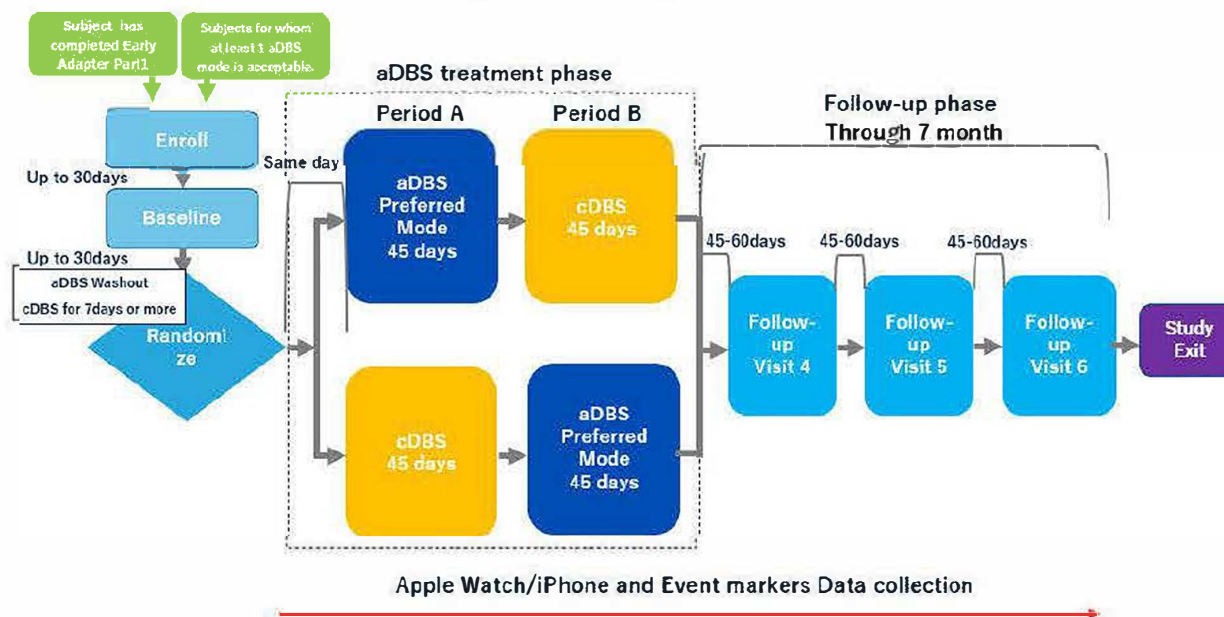 Subject has
completed Early
Adapter Part1
Subjects for whom
at least 1 aDBS
mode is acceptable.
Enroll
Up to 30days
Baseline
Up to 30days
aDBS Washout
cDBS for 7days or more
Randomi
ze
Same day
aDBS treatment phase
Period A
Period B
aDBS
Preferred
Mode
45 days
cDBS
45 days
cDBS
45 days
aDBS
Preferred
Mode
45 days
Follow-up phase
Through 7 month
45-60days
45-60days
45-60days
Follow-
up
Visit 4
Follow-
up
Visit 5
Follow-
up
Visit 6
Study
Exit
Apple Watch/iPhone and Event markers Data collection